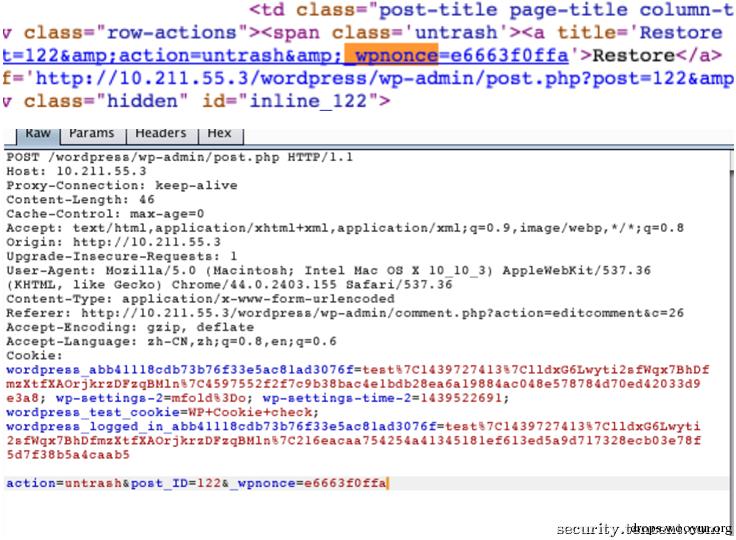 <td class="post-title page-title column-t
v class="row-actions"><span class='untrash'><a title='Restore
t=122&amp;action=untrash&amp;_wpnonce=e6663f0ffa'>Restore</a>
f='http://10.211.55.3/wordpress/wp-admin/post.php?post=122&amp
v class="hidden" id="inline_122">
Raw Params Headers Hex
POST /wordpress/wp-admin/post.php HTTP/1.1
Host: 10.211.55.3
Proxy-Connection: keep-alive
Content-Length: 46
Cache-Control: max-age=0
Accept: text/html,application/xhtml+xml,application/xml;q=0.9,image/webp,*/*;q=0.8
Origin: http://10.211.55.3
Upgrade-Insecure-Requests: 1
User-Agent: Mozilla/5.0 (Macintosh; Intel Mac OS X 10_10_3) AppleWebKit/537.36
(KHTML, like Gecko) Chrome/44.0.2403.155 Safari/537.36
Content-Type: application/x-www-form-urlencoded
Referer: http://10.211.55.3/wordpress/wp-admin/comment.php?action=editcomment&c=26
Accept-Encoding: gzip, deflate
Accept-Language: zh-CN,zh;q=0.8,en;q=0.6
Cookie:
wordpress_abb41118cdb73b76f33e5ac81ad3076f=test%7C1439727413%7ClldxG6Lwyti2sfWqx7BhDf
mzXtfXAOrjkrzDFzqBMln%7C4597552f2f7c9b38bac4e1bdb28ea6a19884ac048e578784d70ed42033d9
e3a8; wp-settings-2=mfold%3Do; wp-settings-time-2=1439522691;
wordpress_test_cookie=WP+Cookie+check;
wordpress_logged_in_abb41118cdb73b76f33e5ac81ad3076f=test%7C1439727413%7ClldxG6Lwyti
2sfWqx7BhDfmzXtfXAOrjkrzDFzqBMln%7C216eacaa754254a4134518lef613ed5a9d717328ecb03e78f
5d7f38b5a4caab5
action=untrash&post_ID=122&_wpnonce=e6663f0ffa
security.tencent.com
drops.wooyun.org